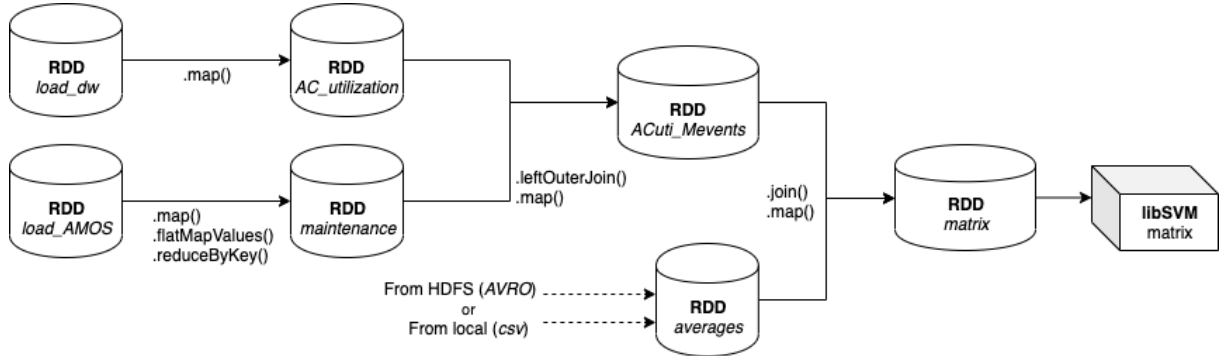 RDD
load_dw
.map()
RDD
AC_utilization
RDD
load_AMOS
.map()
.flatMapValues()
.reduceByKey()
RDD
maintenance
.leftOuterJoin()
.map()
RDD
ACuti_Mevents
From HDFS (AVRO)
or
From local (csv)
RDD
averages
.join()
.map()
RDD
matrix
libSVM
matrix